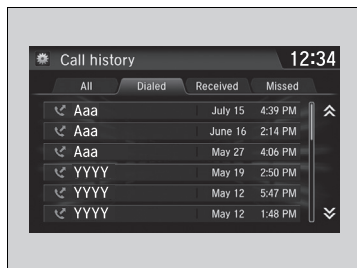 Call history 12:34
All Dialed Received Missed
Aaa July 15 4:39 PM
Aaa June 16 2:14 PM
Aaa May 27 4:06 PM
YYYY May 19 2:50 PM
YYYY May 12 5:47 PM
YYYY May 12 1:48 PM